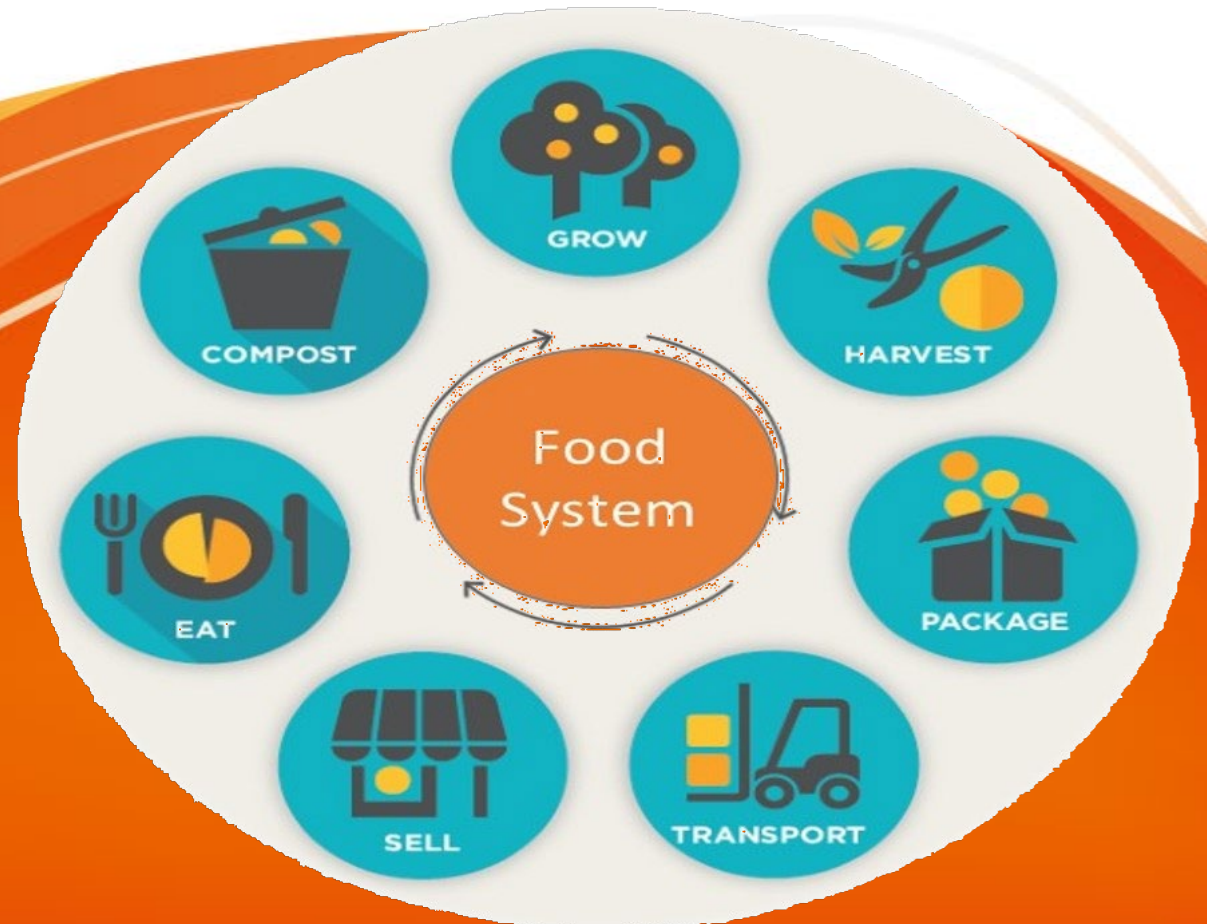 GROW
HARVEST
PACKAGE
TRANSPORT
SELL
EAT
COMPOST
Food
System